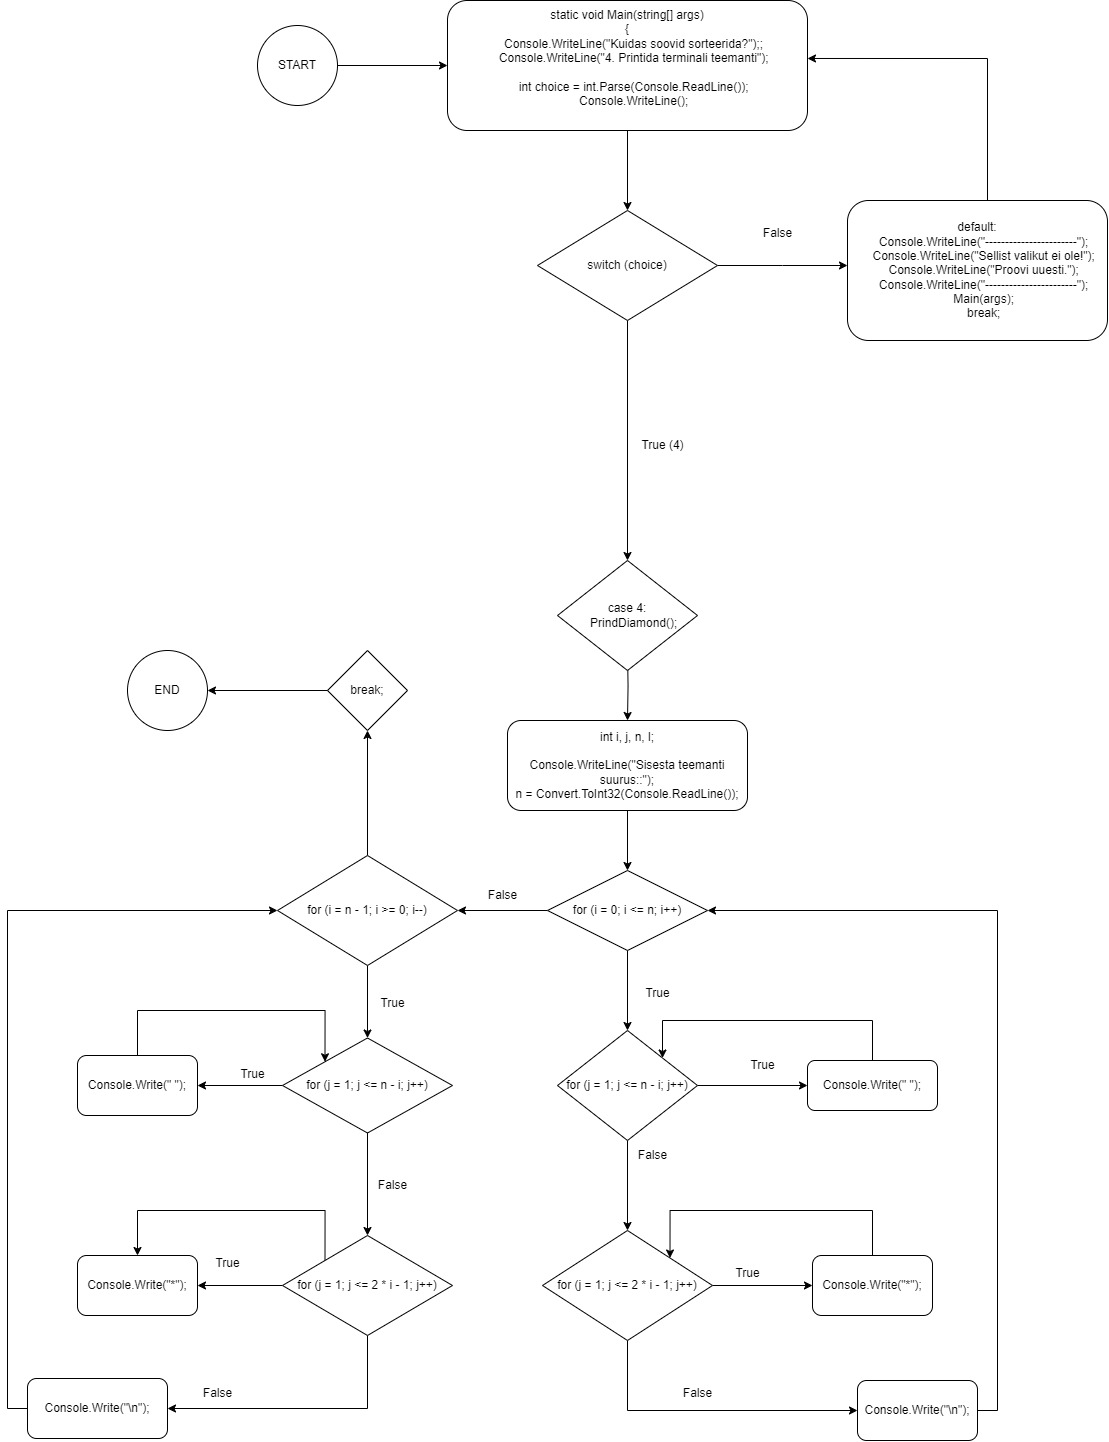 START
static void Main(string[] args)
{
Console.WriteLine("Kuidas soovid sorteerida?");;
Console.WriteLine("4. Printida terminali teemanti");
int choice = int.Parse(Console.ReadLine());
Console.WriteLine();
switch (choice)
False
default:
Console.WriteLine("-----------------------");
Console.WriteLine("Sellist valikut ei ole!");
Console.WriteLine("Proovi uuesti.");
Console.WriteLine("-----------------------");
Main(args);
break;
True (4)
case 4:
PrindDiamond();
END
break;
int i, j, n, l;
Console.WriteLine("Sisesta teemanti
suurus::");
n = Convert.ToInt32(Console.ReadLine());
for (i = n - 1; i >= 0; i--)
False
for (i = 0; i <= n; i++)
True
True
Console.Write(" ");
True
for (j = 1; j <= n - i; j++)
for (j = 1; j <= n - i; j++)
True
Console.Write(" ");
False
False
Console.Write("*");
True
for (j = 1; j <= 2 * i - 1; j++)
for (j = 1; j <= 2 * i - 1; j++)
True
Console.Write("*");
Console.Write("\n");
False
False
Console.Write("\n");